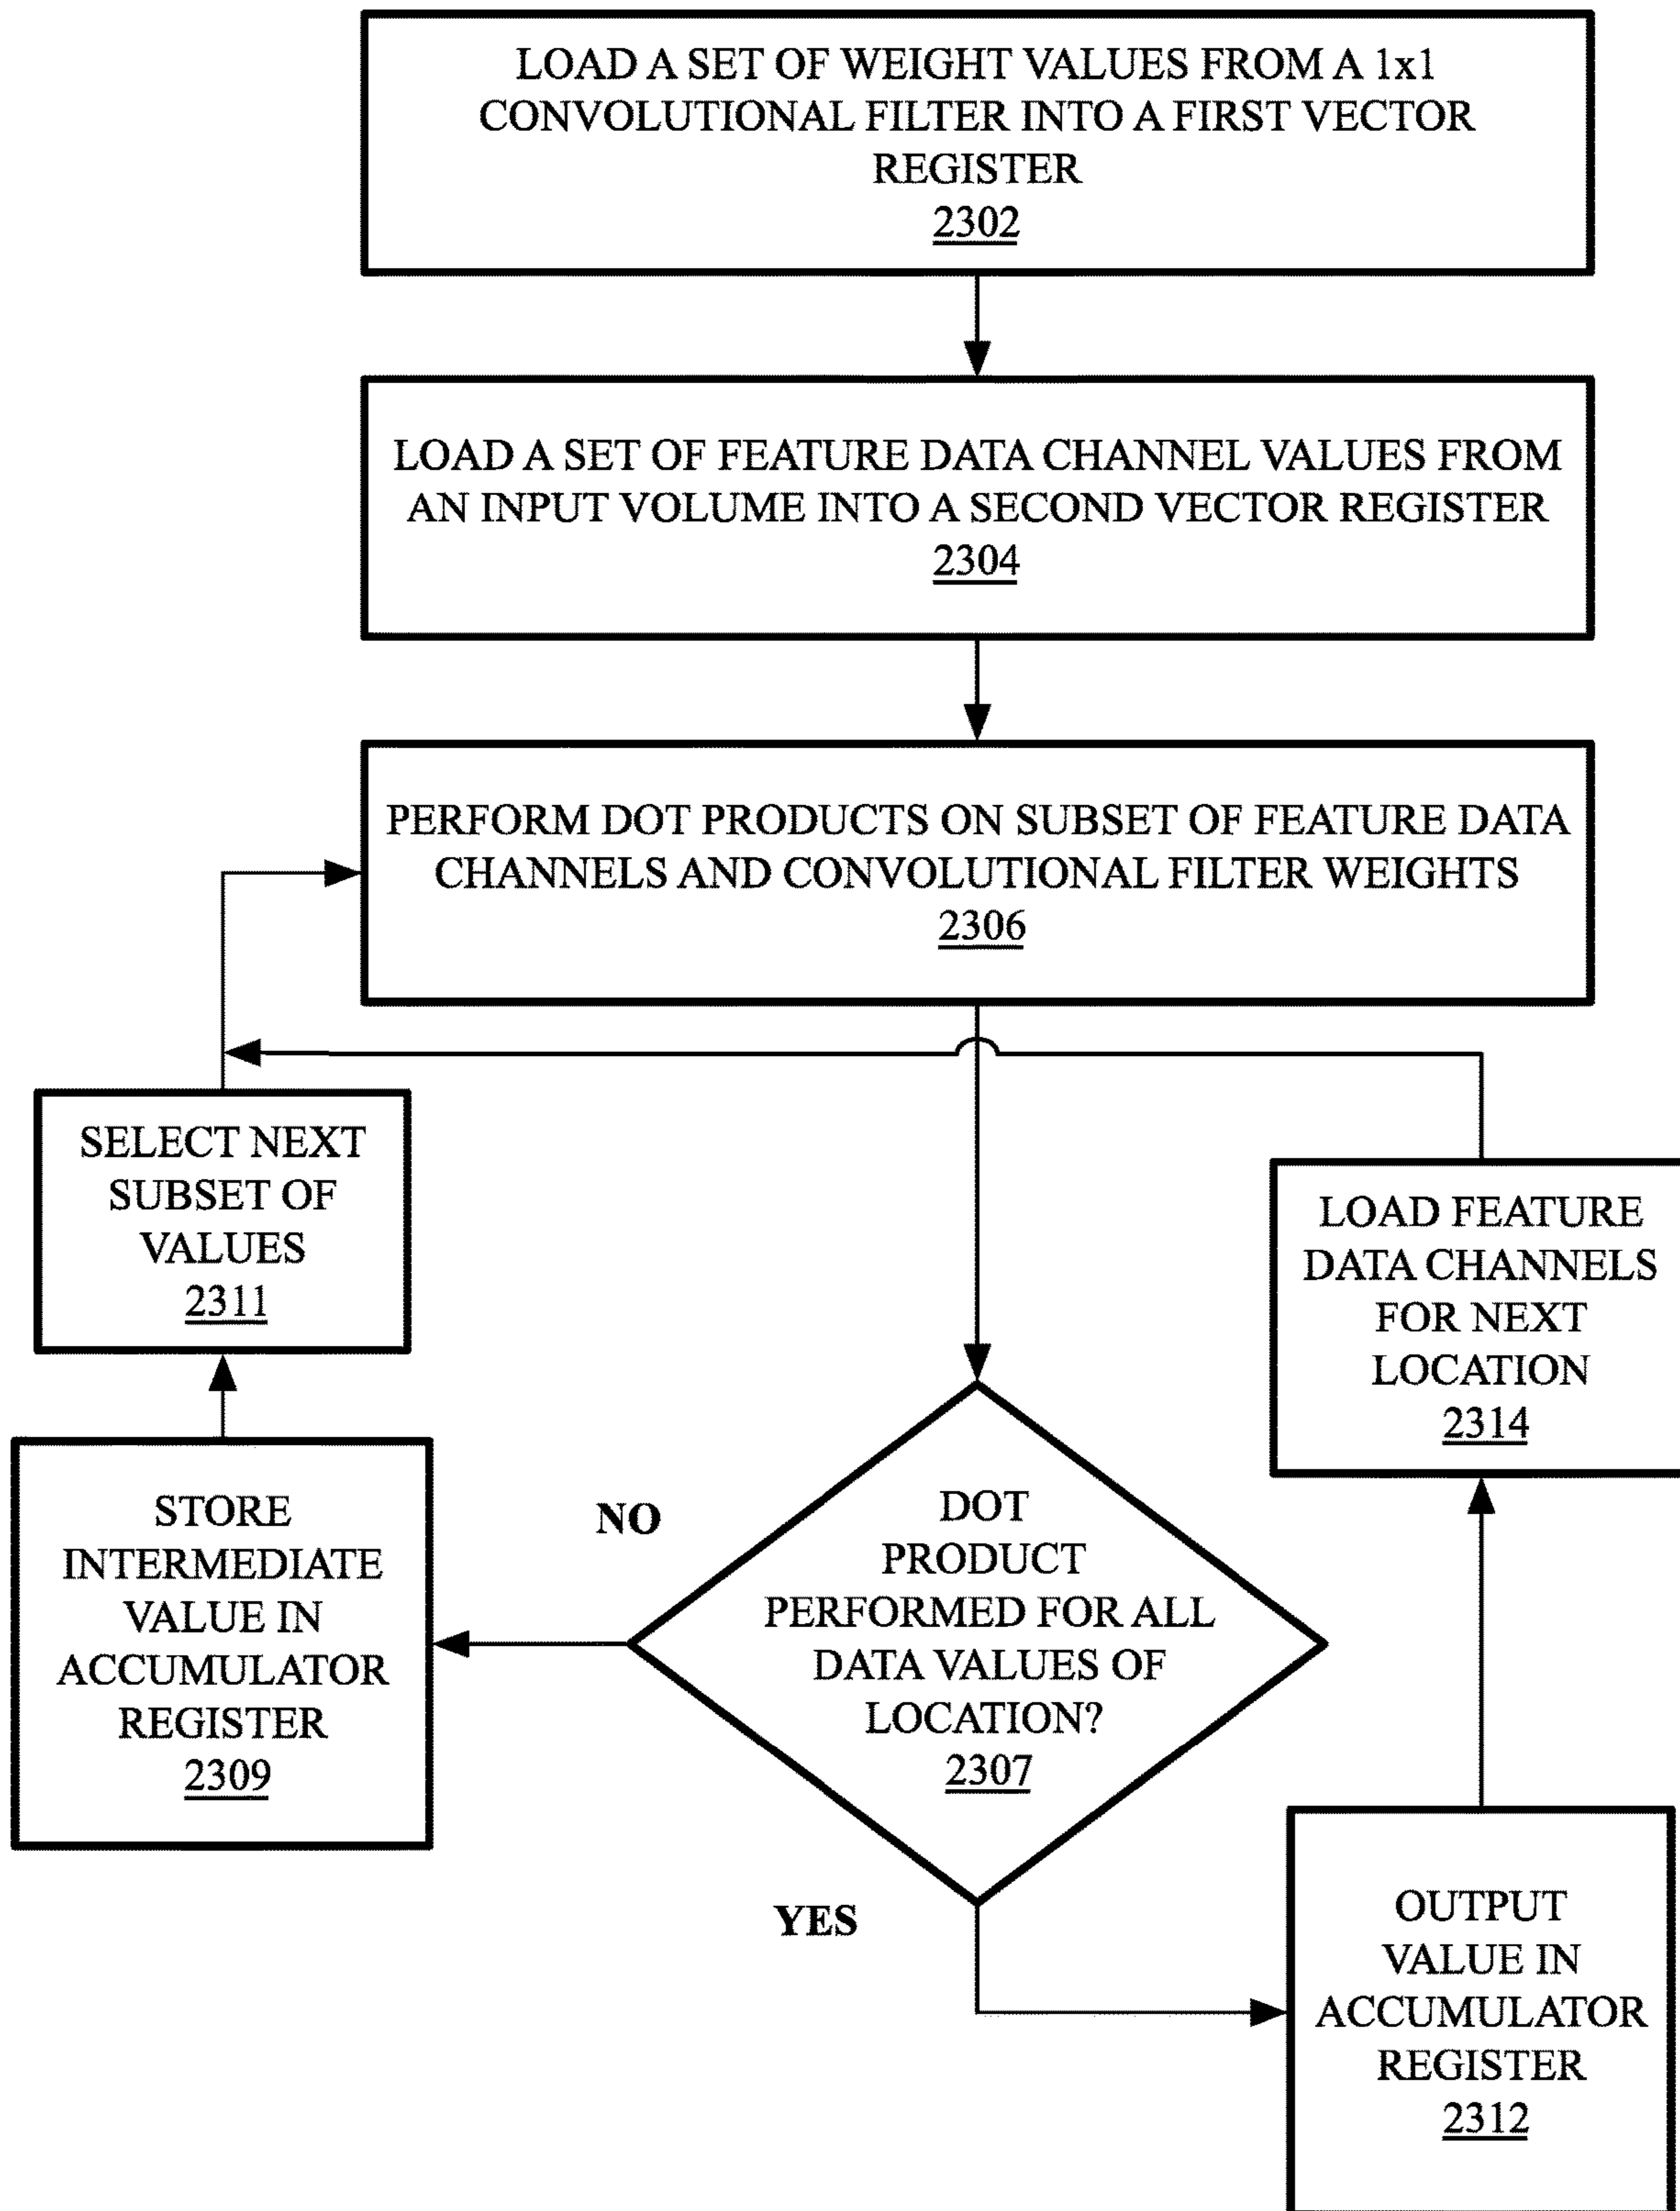 LOAD A SET OF WEIGHT VALUES FROM A 1x1
CONVOLUTIONAL FILTER INTO A FIRST VECTOR
REGISTER
2302
LOAD A SET OF FEATURE DATA CHANNEL VALUES FROM
AN INPUT VOLUME INTO A SECOND VECTOR REGISTER
2304
PERFORM DOT PRODUCTS ON SUBSET OF FEATURE DATA
CHANNELS AND CONVOLUTIONAL FILTER WEIGHTS
2306
SELECT NEXT
SUBSET OF
VALUES
2311
LOAD FEATURE
DATA CHANNELS
FOR NEXT
LOCATION
2314
STORE
INTERMEDIATE
VALUE IN
ACCUMULATOR
REGISTER
2309
NO
DOT
PRODUCT
PERFORMED FOR ALL
DATA VALUES OF
LOCATION?
2307
YES
OUTPUT
VALUE IN
ACCUMULATOR
REGISTER
2312